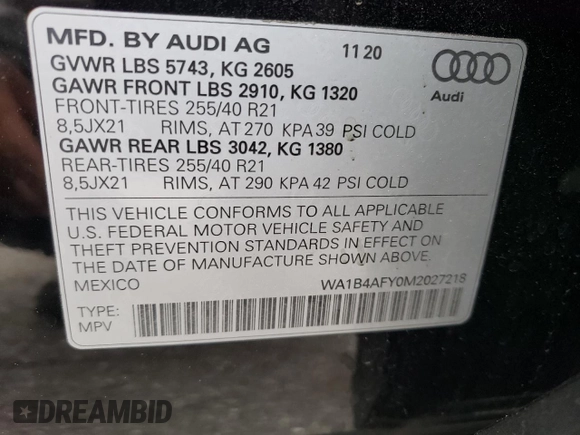 MFD. BY AUDI AG 11 20
GVWR LBS 5743, KG 2605
GAWR FRONT LBS 2910, KG 1320
Audi
FRONT-TIRES 255/40 R21
8,5JX21 RIMS, AT 270 KPA 39 PSI COLD
GAWR REAR LBS 3042, KG 1380
REAR-TIRES 255/40 R21
8,5JX21 RIMS, AT 290 KPA 42 PSI COLD
THIS VEHICLE CONFORMS TO ALL APPLICABLE
U.S. FEDERAL MOTOR VEHICLE SAFETY AND
THEFT PREVENTION STANDARDS IN EFFECT ON
THE DATE OF MANUFACTURE SHOWN ABOVE.
MEXICO WA1B4AFY0M2027218
TYPE:
MPV
DREAMBID